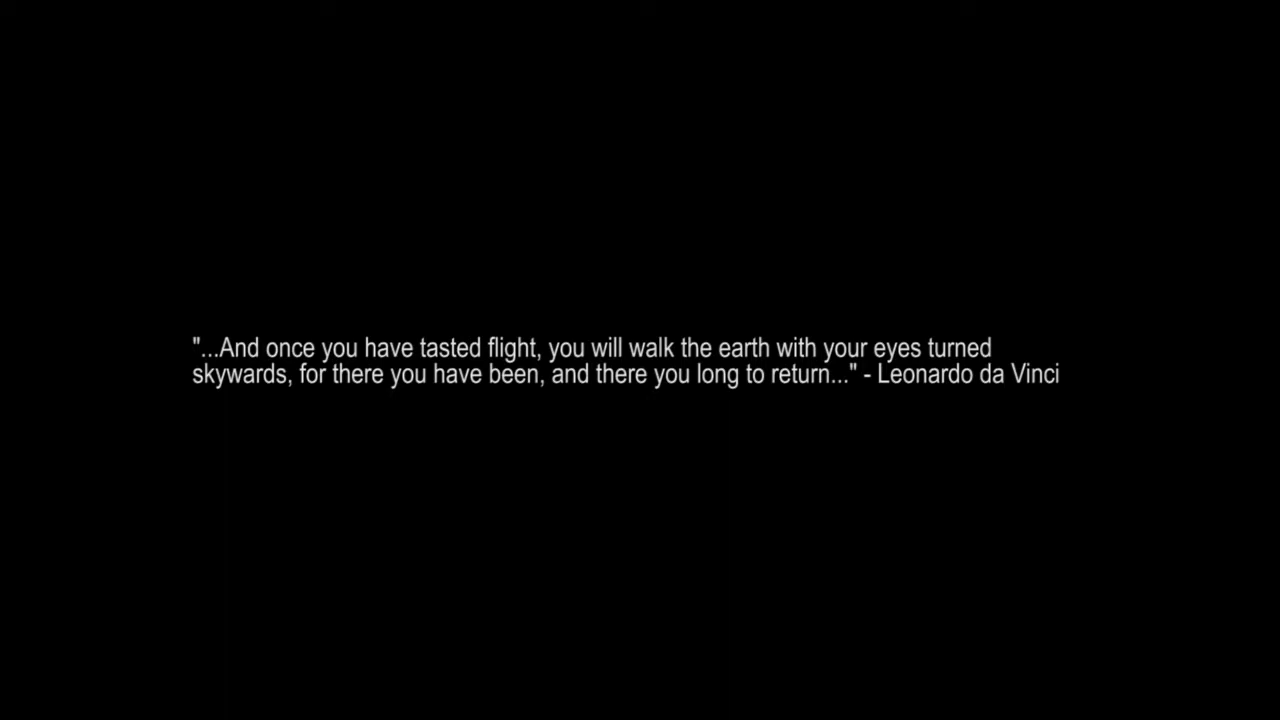 "...And once you have tasted flight, you will walk the earth with your eyes turned
skywards, for there you have been, and there you long to return..." - Leonardo da Vinci